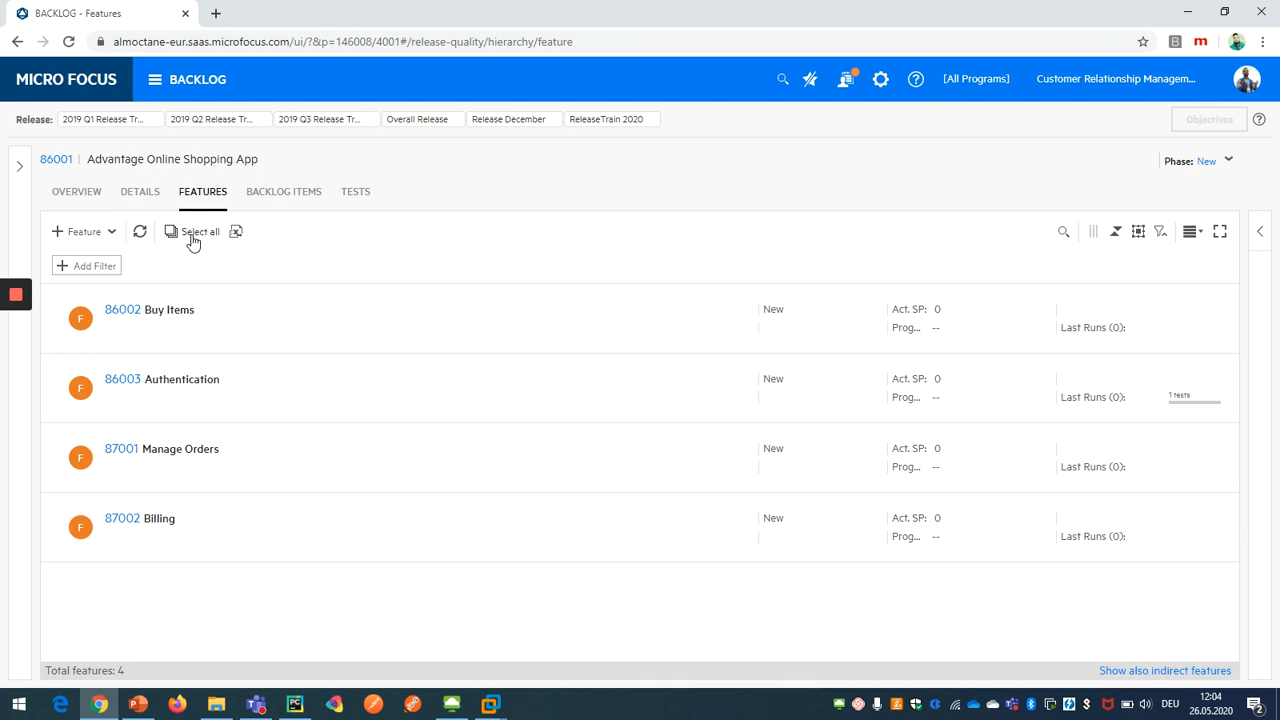 BACKLOG - Features
almoctane-eur.saas.microfocus.com/ui/?&p=146008/4001#/release-quality/hierarchy/feature
MICRO FOCUS
BACKLOG
[All Programs]
Customer Relationship Managem...
Release:
2019 Q1 Release Tr...
2019 Q2 Release Tr...
2019 Q3 Release Tr...
Overall Release
Release December
ReleaseTrain 2020
Objectives
86001
Advantage Online Shopping App
Phase: New
OVERVIEW
DETAILS
FEATURES
BACKLOG ITEMS
TESTS
Feature
Select all
Add Filter
F
86002 Buy Items
New
Act. SP: 0
Prog... --
Last Runs (0):
F
86003 Authentication
New
Act. SP: 0
Prog... --
Last Runs (0):
1 tests
F
87001 Manage Orders
New
Act. SP: 0
Prog... --
Last Runs (0):
F
87002 Billing
New
Act. SP: 0
Prog... --
Last Runs (0):
Total features: 4
Show also indirect features
DEU
12:04
26.05.2020
2